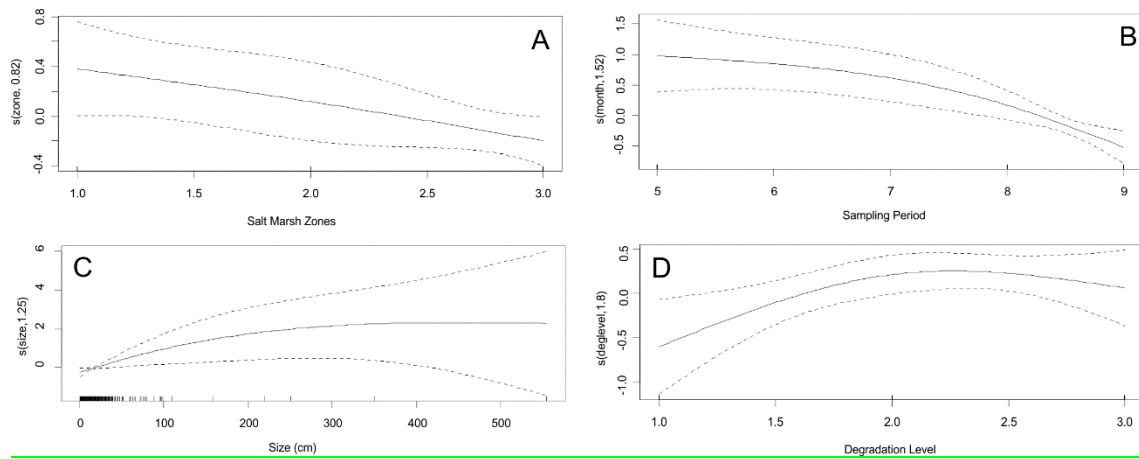 A
s(zone, 0.82)
0.8
0.4
0.0
-0.4
1.0 1.5 2.0 2.5 3.0
Salt Marsh Zones
B
s(month,1.52)
1.5
1.0
0.5
0.0
-0.5
5 6 7 8 9
Sampling Period
C
s(size,1.25)
6
4
2
0
0 100 200 300 400 500
Size (cm)
D
s(deglevel,1.8)
0.5
0.0
-0.5
-1.0
1.0 1.5 2.0 2.5 3.0
Degradation Level